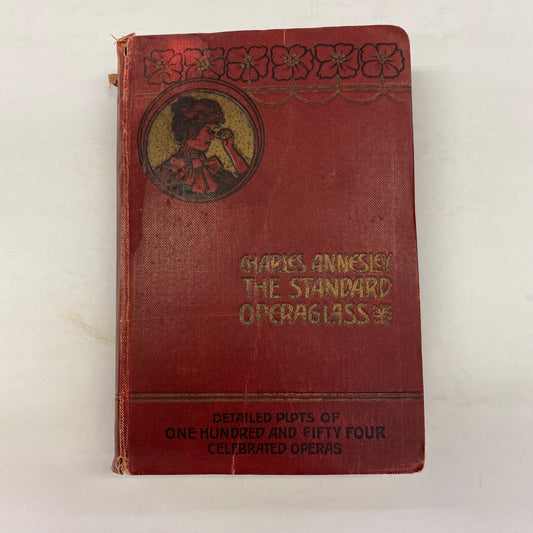 CHARLES ANNESLEY
THE STANDARD
OPERAGLASS
DETAILED PLOTS OF
ONE HUNDRED AND FIFTY FOUR
CELEBRATED OPERAS